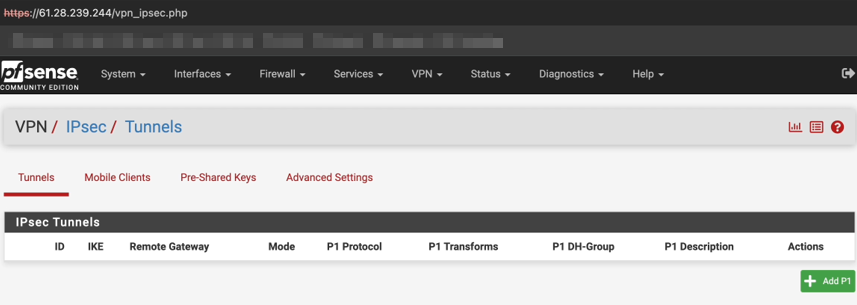 https://61.28.239.244/vpn_ipsec.php
pfsense COMMUNITY EDITION
System Interfaces Firewall Services VPN Status Diagnostics Help
VPN / IPsec / Tunnels
Tunnels Mobile Clients Pre-Shared Keys Advanced Settings
IPsec Tunnels
ID IKE Remote Gateway Mode P1 Protocol P1 Transforms P1 DH-Group P1 Description Actions
Add P1